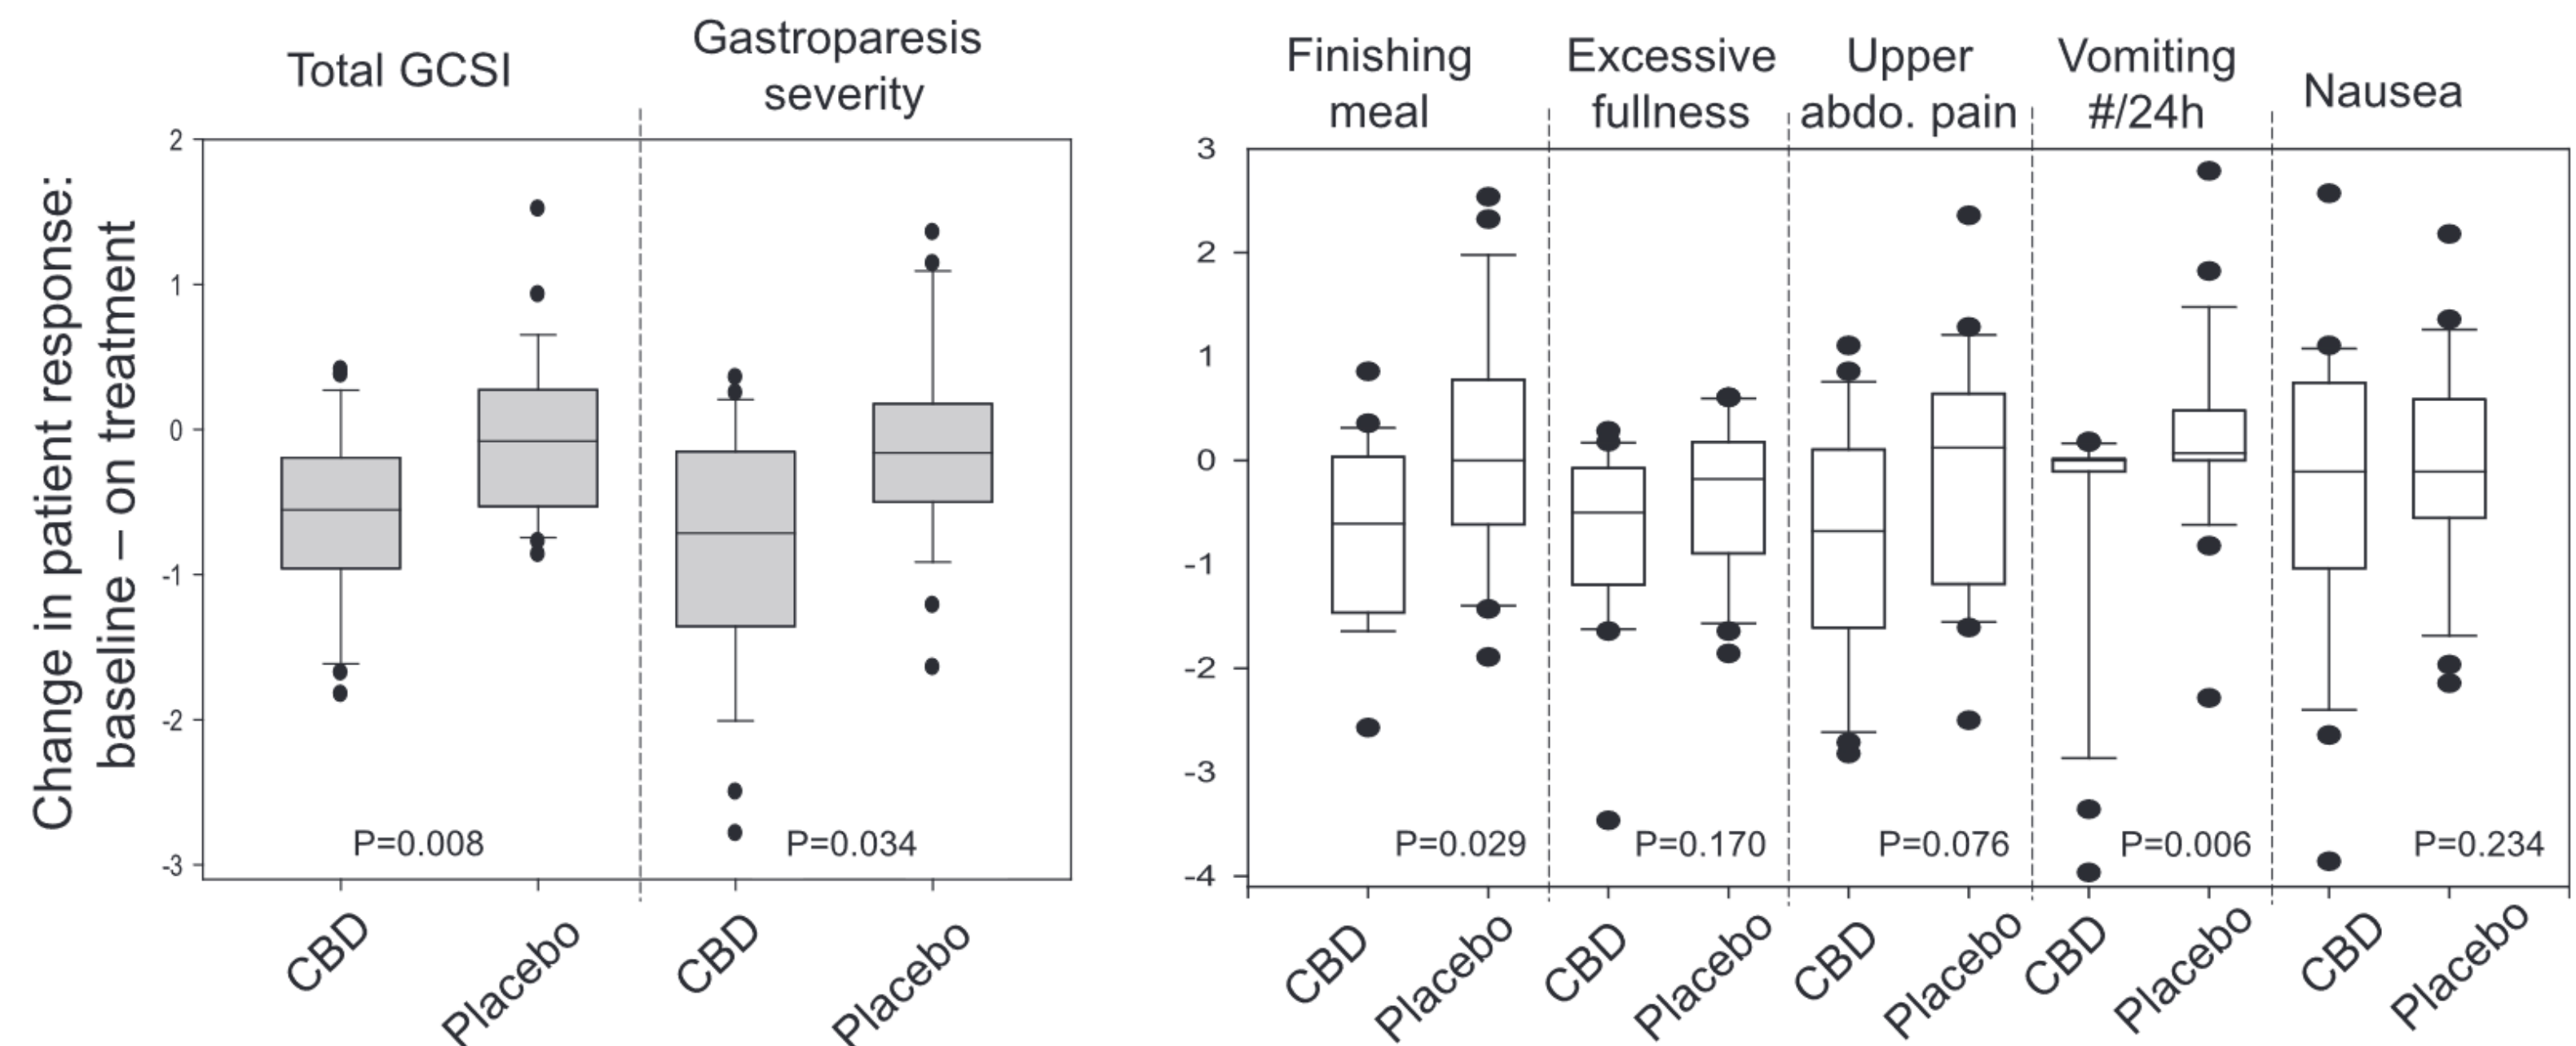 Change in patient response:
baseline – on treatment
Total GCSI
Gastroparesis
severity
2
1
0
-1
-2
-3
P=0.008
P=0.034
CBD
Placebo
CBD
Placebo
Finishing
meal
Excessive
fullness
Upper
abdo. pain
Vomiting
#/24h
Nausea
3
2
1
0
-1
-2
-3
-4
P=0.029
P=0.170
P=0.076
P=0.006
P=0.234
CBD
Placebo
CBD
Placebo
CBD
Placebo
CBD
Placebo
CBD
Placebo